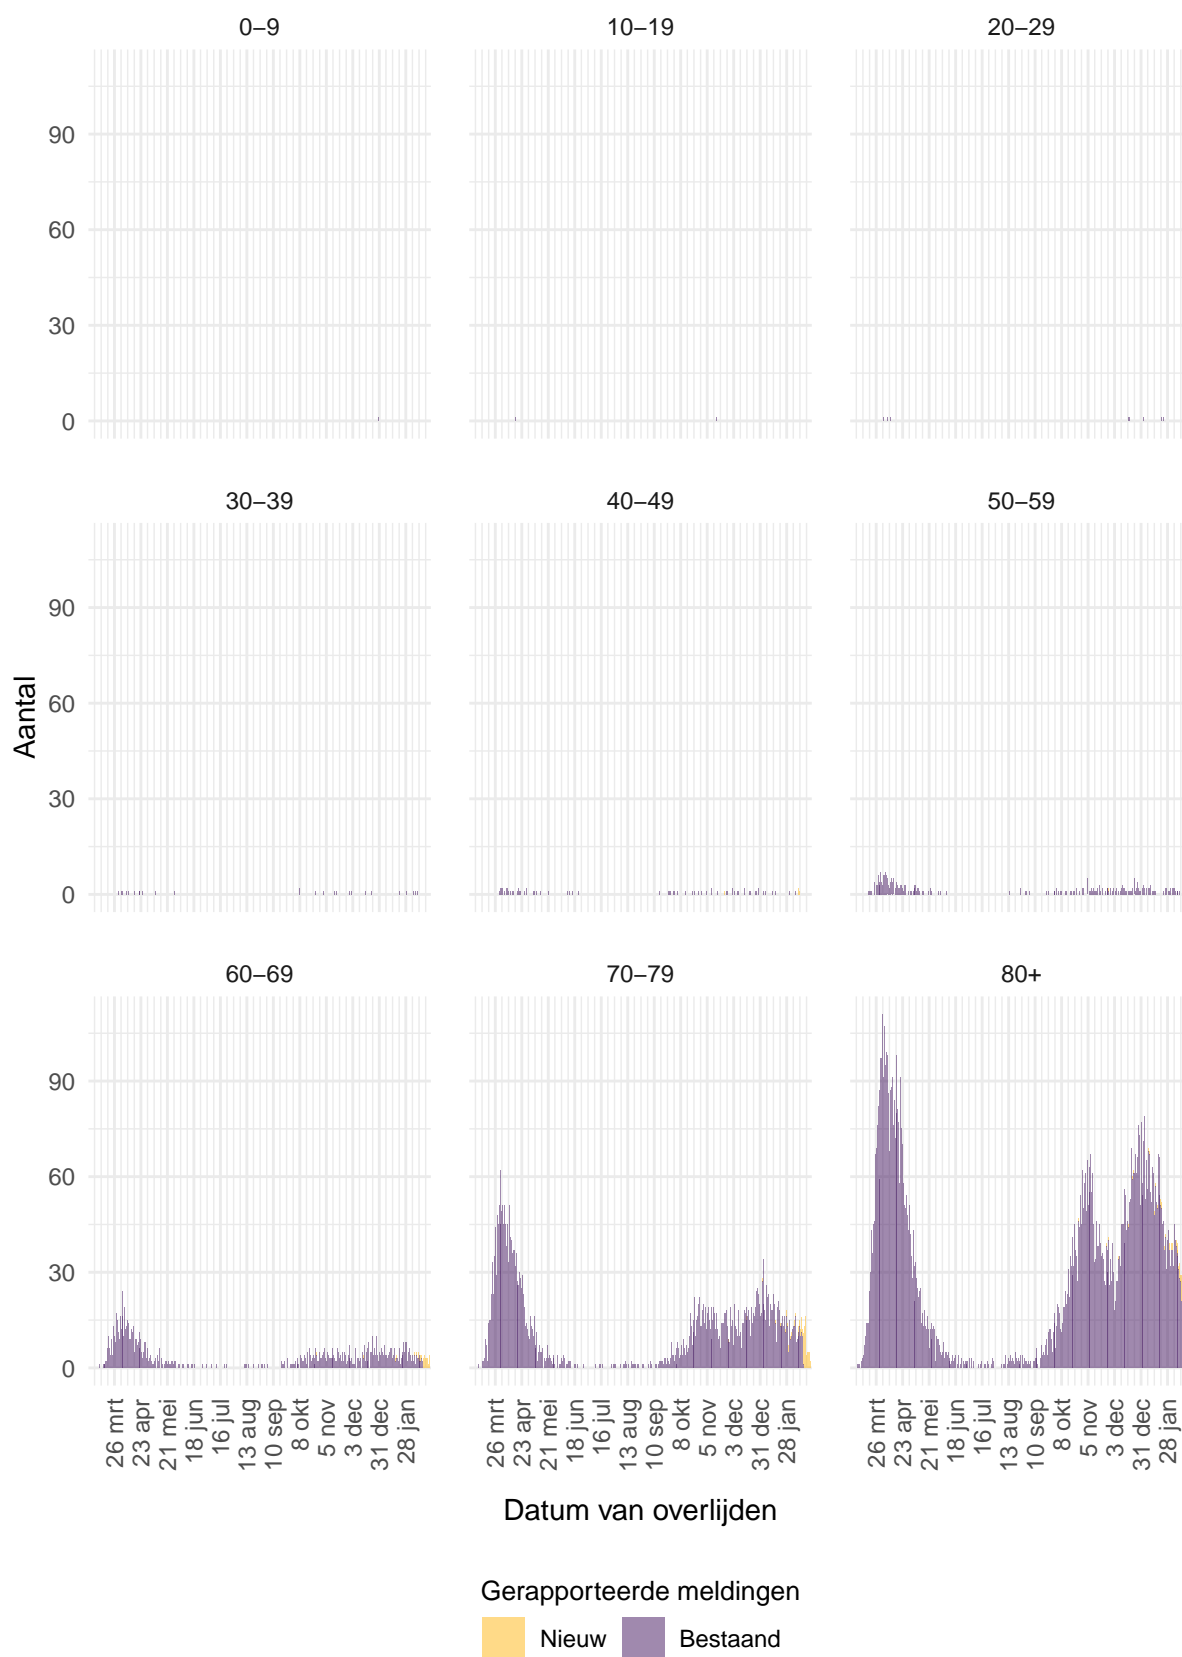 0–9 10–19 20–29
90
60
30
0
30–39 40–49 50–59
90
60
30
0
Aantal
60–69 70–79 80+
90
60
30
0
26 mrt 23 apr 21 mei 18 jun 16 jul 13 aug 10 sep 8 okt 5 nov 3 dec 31 dec 28 jan
26 mrt 23 apr 21 mei 18 jun 16 jul 13 aug 10 sep 8 okt 5 nov 3 dec 31 dec 28 jan
26 mrt 23 apr 21 mei 18 jun 16 jul 13 aug 10 sep 8 okt 5 nov 3 dec 31 dec 28 jan
Datum van overlijden
Gerapporteerde meldingen
Nieuw Bestaand